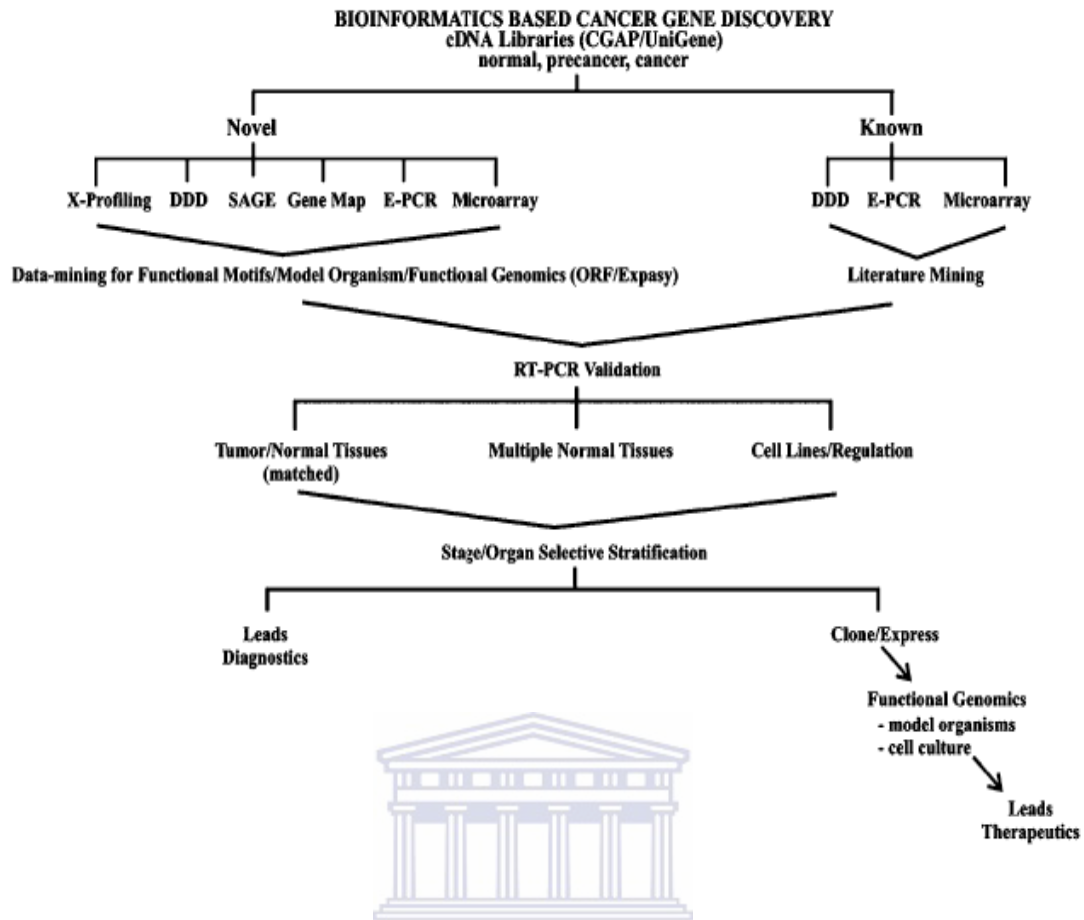 BIOINFORMATICS BASED CANCER GENE DISCOVERY
cDNA Libraries (CGAP/UniGene)
normal, precancer, cancer
Novel
Known
X-Profiling DDD SAGE Gene Map E-PCR Microarray
DDD E-PCR Microarray
Data-mining for Functional Motifs/Model Organism/Functional Genomics (ORF/Expasy)
Literature Mining
RT-PCR Validation
Tumor/Normal Tissues
(matched)
Multiple Normal Tissues
Cell Lines/Regulation
Stage/Organ Selective Stratification
Leads
Diagnostics
Clone/Express
Functional Genomics
- model organisms
- cell culture
Leads
Therapeutics